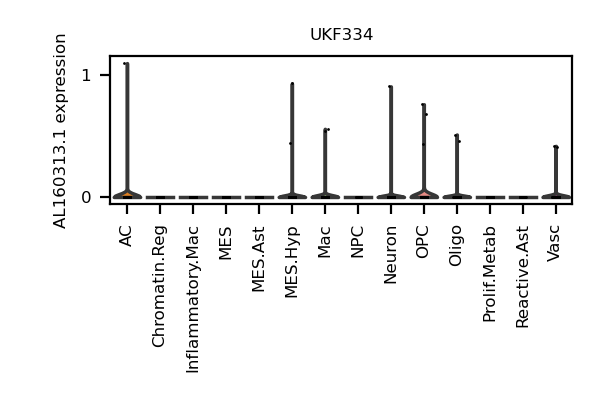 UKF334
AL160313.1 expression
1
0
AC
Chromatin.Reg
Inflammatory.Mac
MES
MES.Ast
MES.Hyp
Mac
NPC
Neuron
OPC
Oligo
Prolif.Metab
Reactive.Ast
Vasc